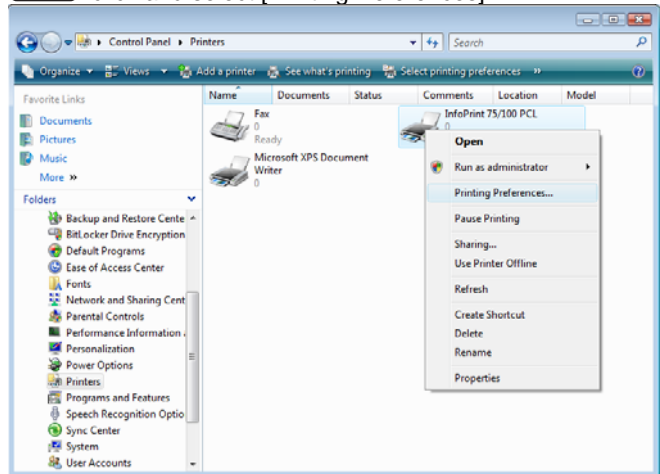 and select [Printing Preferences]
Control Panel ▸ Printers
Search
Organize
Views
Add a printer
See what's printing
Select printing preferences
»
Favorite Links
Documents
Pictures
Music
More »
Folders
Backup and Restore Cente
BitLocker Drive Encryption
Default Programs
Ease of Access Center
Fonts
Network and Sharing Cent
Parental Controls
Performance Information
Personalization
Power Options
Printers
Programs and Features
Speech Recognition Optio
Sync Center
System
User Accounts
Name Documents Status Comments Location Model
Fax
0
Ready
Microsoft XPS Document
Writer
0
InfoPrint 75/100 PCL
0
Open
Run as administrator
Printing Preferences...
Pause Printing
Sharing...
Use Printer Offline
Refresh
Create Shortcut
Delete
Rename
Properties